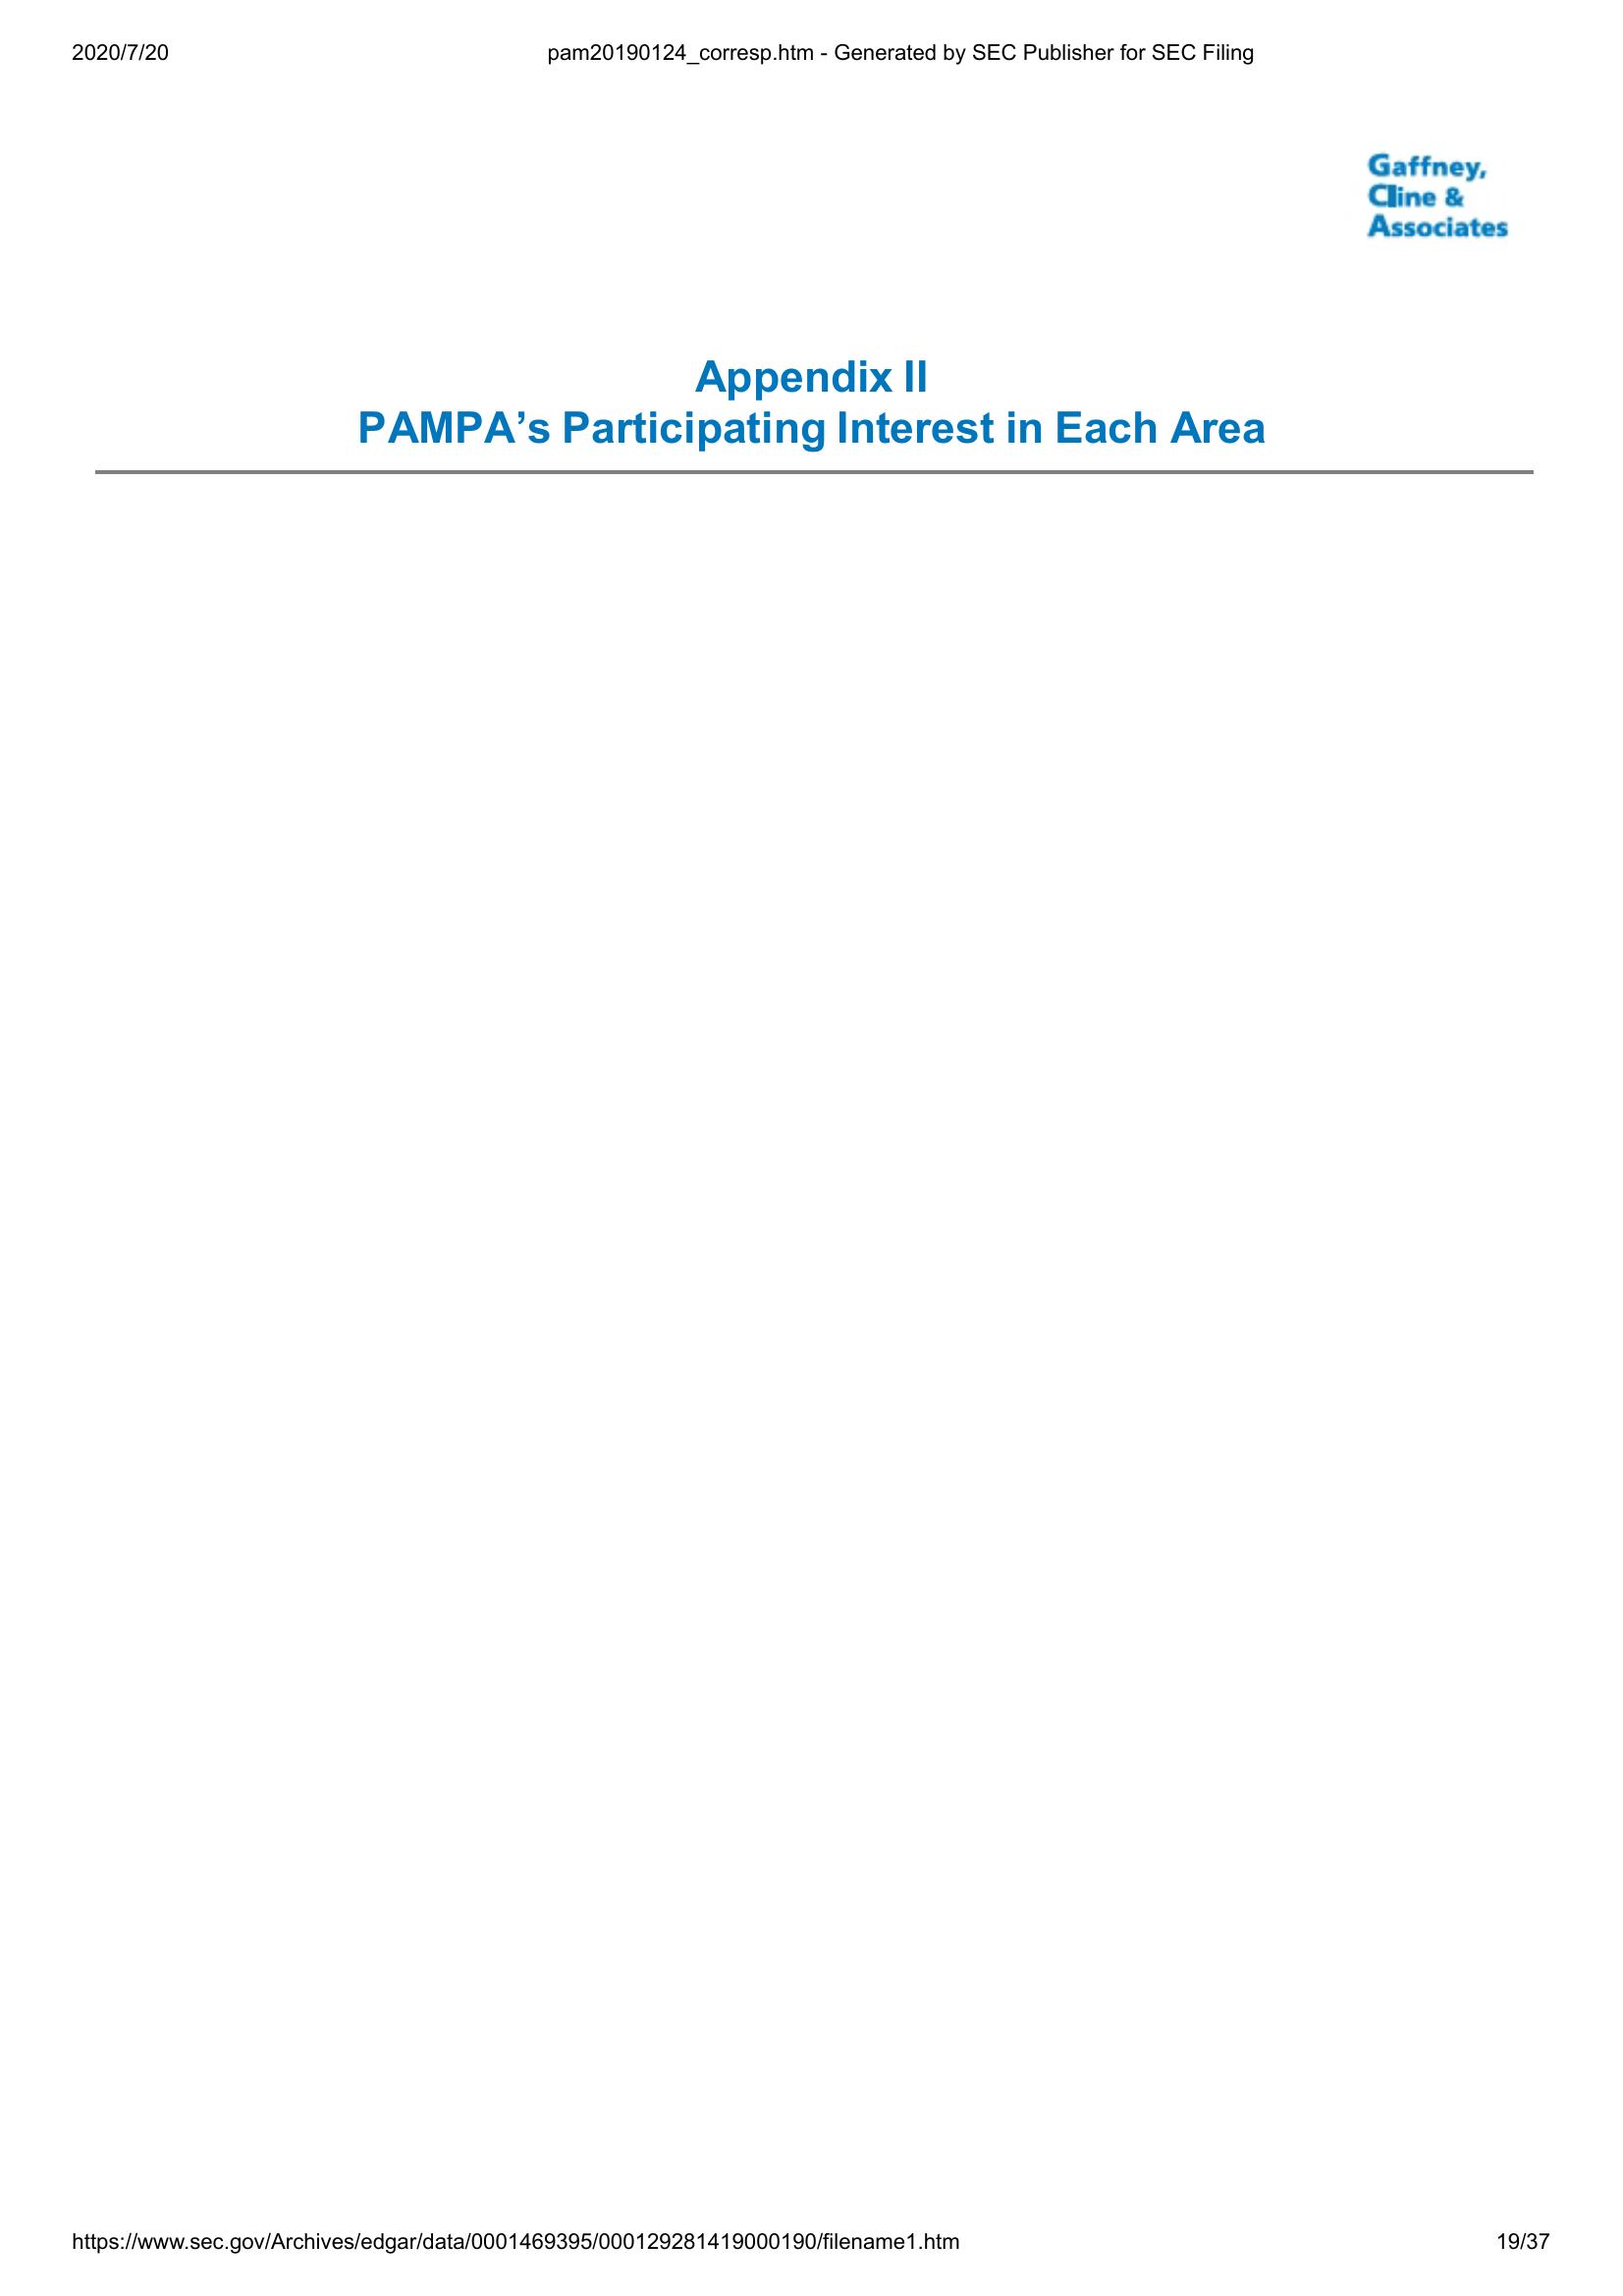 2020/7/20 pam20190124_corresp.htm - Generated by SEC Publisher for SEC Filing
Gaffney,
Cline &
Associates
Appendix II
PAMPA’s Participating Interest in Each Area
https://www.sec.gov/Archives/edgar/data/0001469395/000129281419000190/filename1.htm 19/37